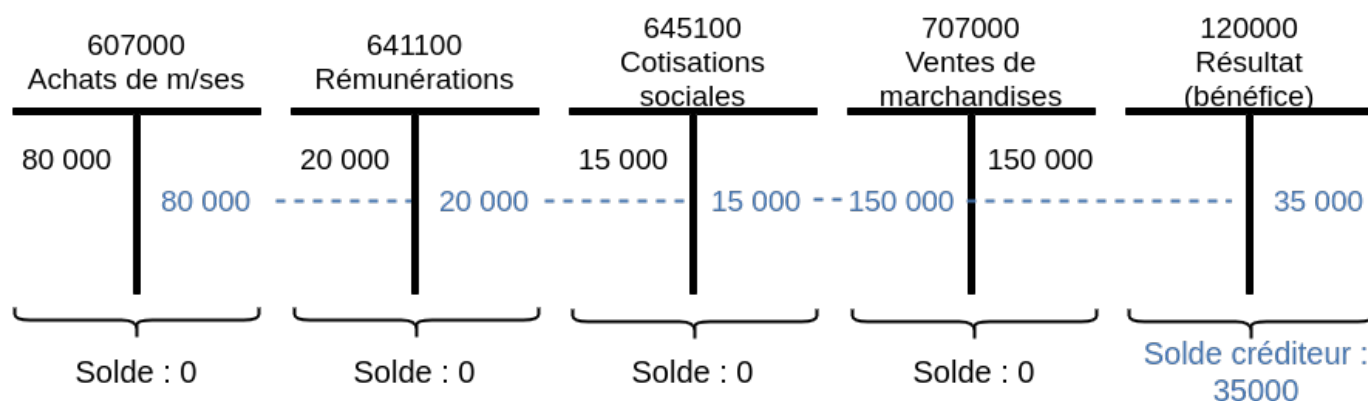 607000
Achats de m/ses
641100
Rémunérations
645100
Cotisations
sociales
707000
Ventes de
marchandises
120000
Résultat
(bénéfice)
80 000
20 000
15 000
150 000
80 000
20 000
15 000
150 000
35 000
Solde : 0
Solde : 0
Solde : 0
Solde : 0
Solde créditeur :
35000